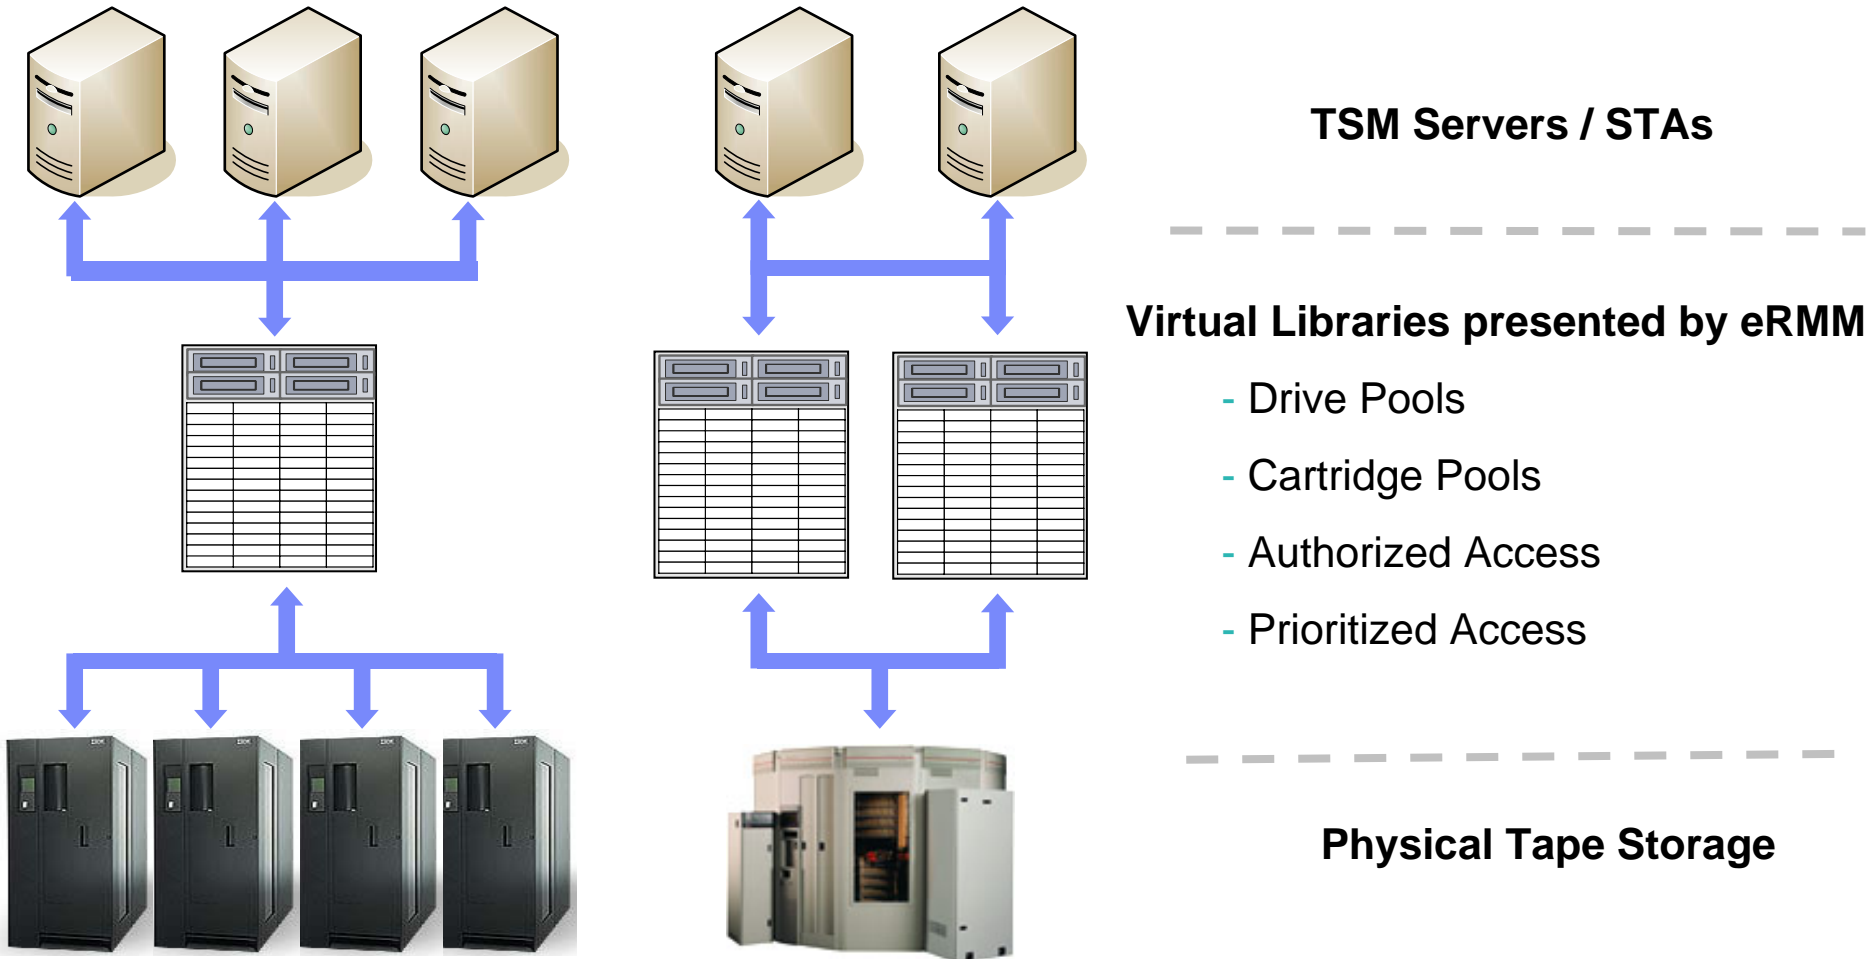 TSM Servers / STAs
Virtual Libraries presented by eRMM
- Drive Pools
- Cartridge Pools
- Authorized Access
- Prioritized Access
Physical Tape Storage